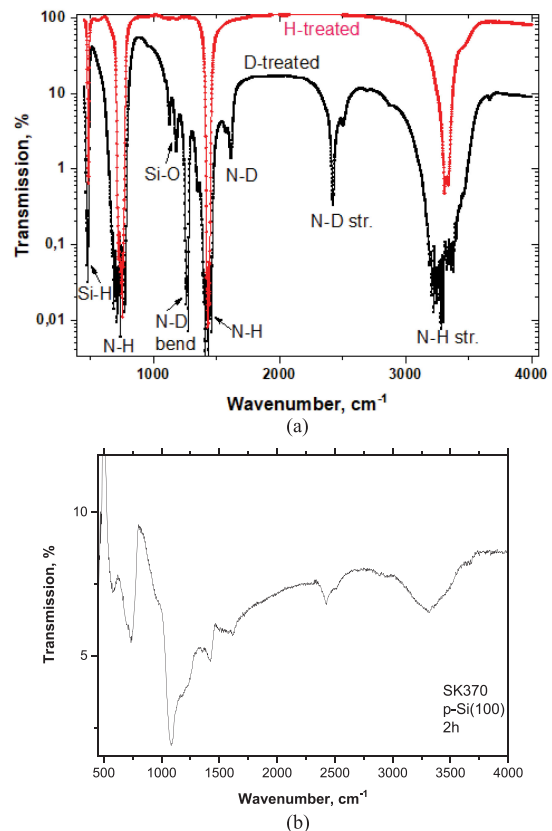 100
10
1
0,1
0,01
Transmission, %
H-treated
D-treated
Si-O
N-D
N-D str.
Si-H
N-H
N-D
bend
N-H
N-H str.
1000
2000
3000
4000
Wavenumber, cm-1
(a)
10
5
Transmission, %
SK370
p-Si(100)
2h
500
1000
1500
2000
2500
3000
3500
4000
Wavenumber, cm-1
(b)